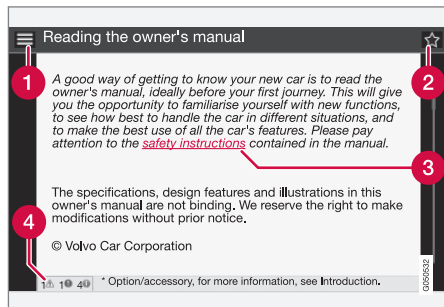 Reading the owner's manual
1
2
A good way of getting to know your new car is to read the
owner's manual, ideally before your first journey. This will give
you the opportunity to familiarise yourself with new functions,
to see how best to handle the car in different situations, and
to make the best use of all the car's features. Please pay
attention to the safety instructions contained in the manual.
3
The specifications, design features and illustrations in this
owner's manual are not binding. We reserve the right to make
modifications without prior notice.
4
© Volvo Car Corporation
1 1 4 * Option/accessory, for more information, see Introduction.
G050532